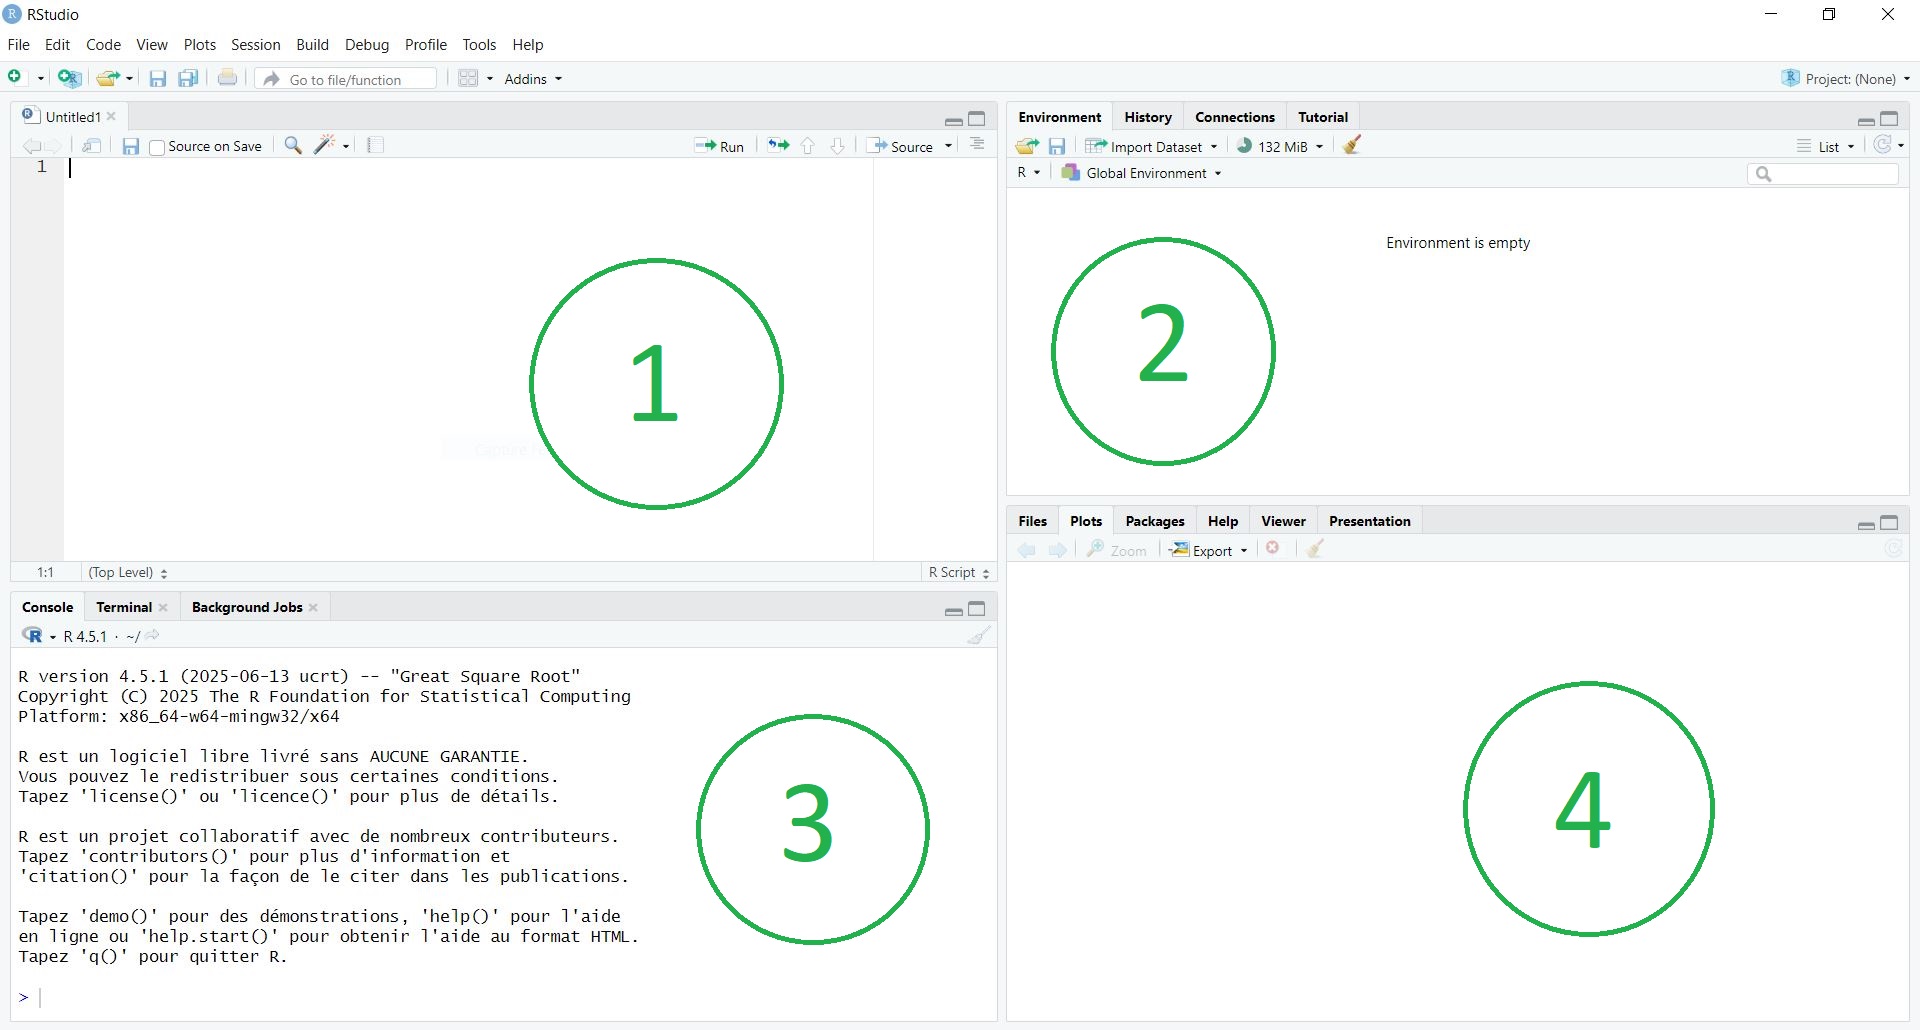 RStudio
File Edit Code View Plots Session Build Debug Profile Tools Help
Go to file/function Addins Project: (None)
Untitled1
Source on Save Run Source
1
1
1:1 (Top Level) R Script
Environment History Connections Tutorial
Import Dataset 132 MiB List
R Global Environment
Environment is empty
2
Console Terminal Background Jobs
R 4.5.1 · ~/
R version 4.5.1 (2025-06-13 ucrt) -- "Great Square Root"
Copyright (C) 2025 The R Foundation for Statistical Computing
Platform: x86_64-w64-mingw32/x64
R est un logiciel libre livré sans AUCUNE GARANTIE.
Vous pouvez le redistribuer sous certaines conditions.
Tapez 'license()' ou 'licence()' pour plus de détails.
R est un projet collaboratif avec de nombreux contributeurs.
Tapez 'contributors()' pour plus d'information et
'citation()' pour la façon de le citer dans les publications.
Tapez 'demo()' pour des démonstrations, 'help()' pour l'aide
en ligne ou 'help.start()' pour obtenir l'aide au format HTML.
Tapez 'q()' pour quitter R.
>
3
Files Plots Packages Help Viewer Presentation
Zoom Export
4